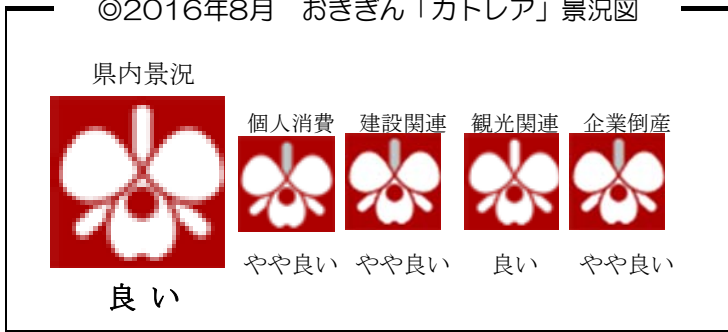 ◎2016年8月 おきぎん「カトレア」景況図
県内景況
個人消費 建設関連 観光関連 企業倒産
やや良い やや良い 良い やや良い
良い